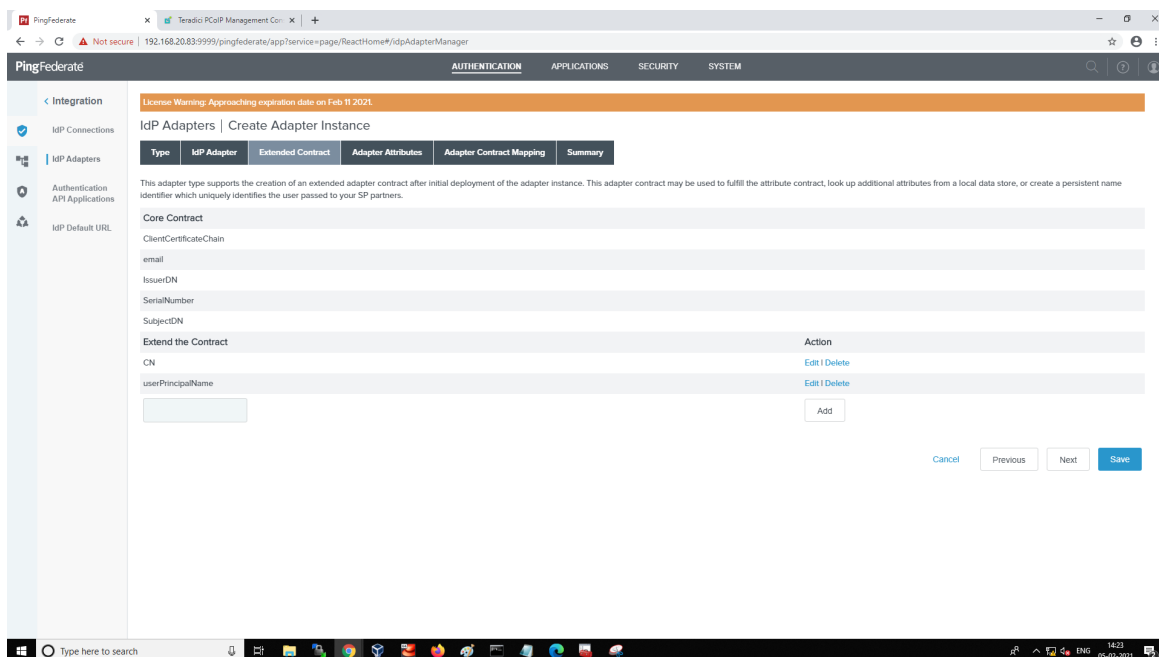 PingFederate
Teradici PCoIP Management Con
Not secure | 192.168.20.83:9999/pingfederate/app?service=page/ReactHome#/idpAdapterManager
PingFederate
AUTHENTICATION APPLICATIONS SECURITY SYSTEM
Integration
IdP Connections
IdP Adapters
Authentication
API Applications
IdP Default URL
License Warning: Approaching expiration date on Feb 11 2021.
IdP Adapters | Create Adapter Instance
Type IdP Adapter Extended Contract Adapter Attributes Adapter Contract Mapping Summary
This adapter type supports the creation of an extended adapter contract after initial deployment of the adapter instance. This adapter contract may be used to fulfill the attribute contract, look up additional attributes from a local data store, or create a persistent name
identifier which uniquely identifies the user passed to your SP partners.
Core Contract
ClientCertificateChain
email
IssuerDN
SerialNumber
SubjectDN
Extend the Contract Action
CN Edit | Delete
userPrincipalName Edit | Delete
Add
Cancel Previous Next Save
Type here to search
ENG
14:23
05-02-2021